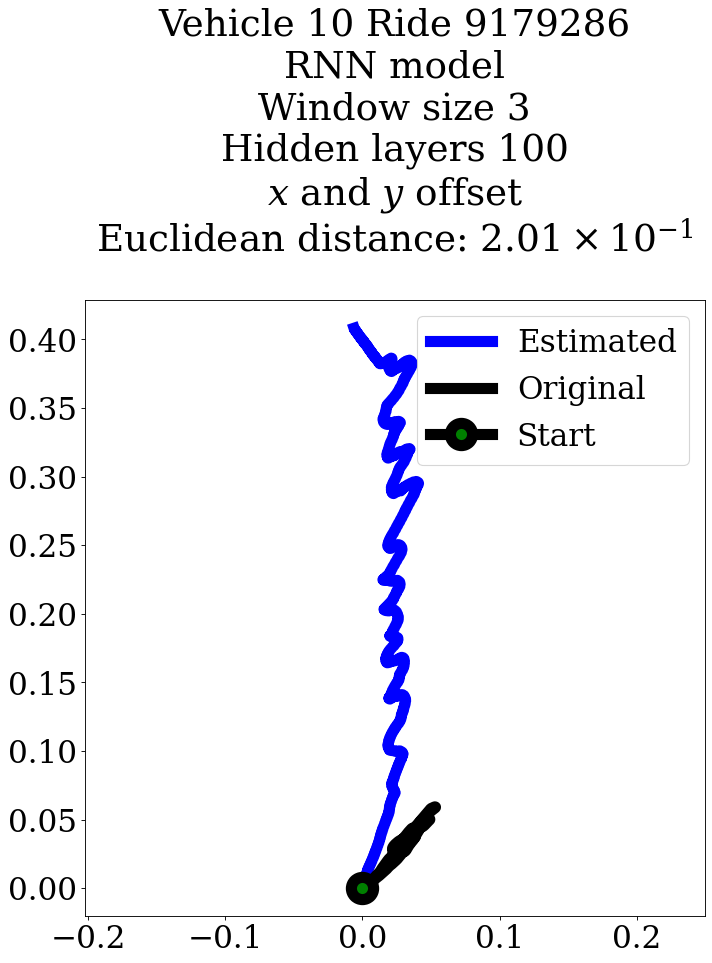 Vehicle 10 Ride 9179286
RNN model
Window size 3
Hidden layers 100
x and y offset
Euclidean distance: 2.01 × 10⁻¹
Estimated
Original
Start
0.40
0.35
0.30
0.25
0.20
0.15
0.10
0.05
0.00
−0.2 −0.1 0.0 0.1 0.2